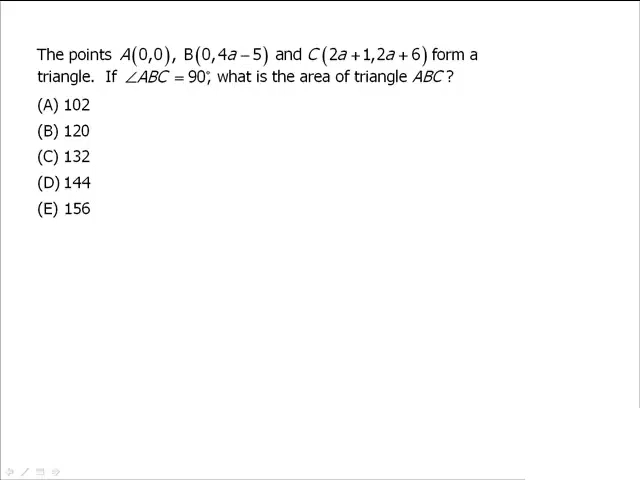 The points A(0,0), B(0,4a−5) and C(2a+1,2a+6) form a
triangle. If ∠ABC = 90°, what is the area of triangle ABC?
(A) 102
(B) 120
(C) 132
(D) 144
(E) 156